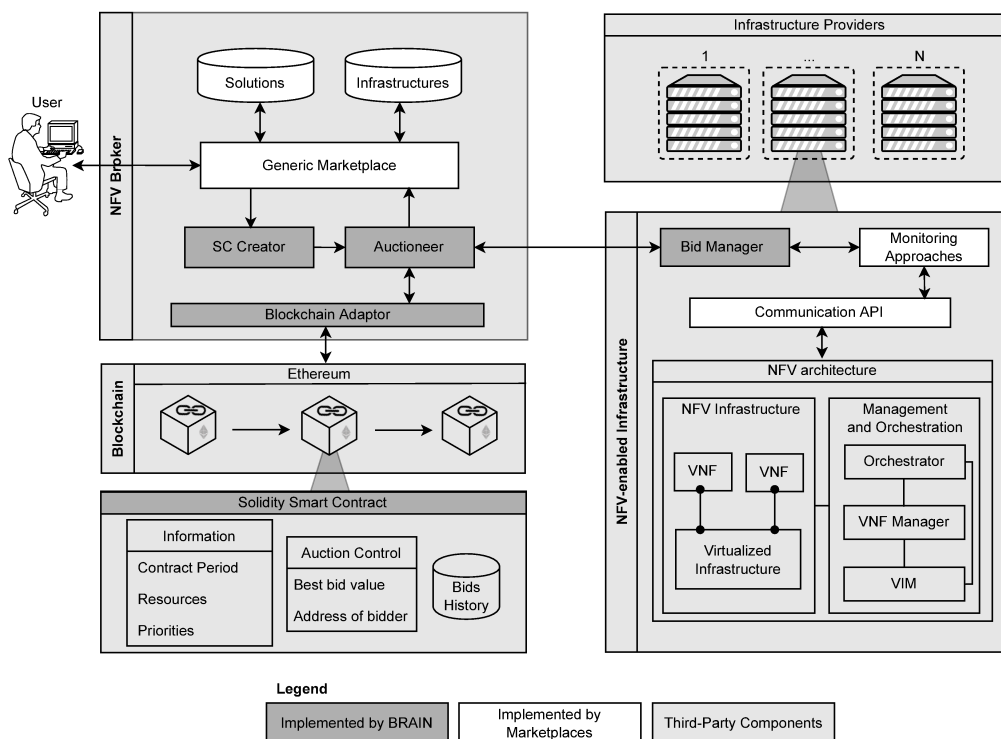 User
NFV Broker
Solutions
Infrastructures
Generic Marketplace
SC Creator
Auctioneer
Blockchain Adaptor
Blockchain
Ethereum
Solidity Smart Contract
Information
Contract Period
Resources
Priorities
Auction Control
Best bid value
Address of bidder
Bids
History
Infrastructure Providers
1
...
N
NFV-enabled Infrastructure
Bid Manager
Monitoring
Approaches
Communication API
NFV architecture
NFV Infrastructure
VNF
VNF
Virtualized
Infrastructure
Management
and Orchestration
Orchestrator
VNF Manager
VIM
Legend
Implemented by BRAIN
Implemented by
Marketplaces
Third-Party Components